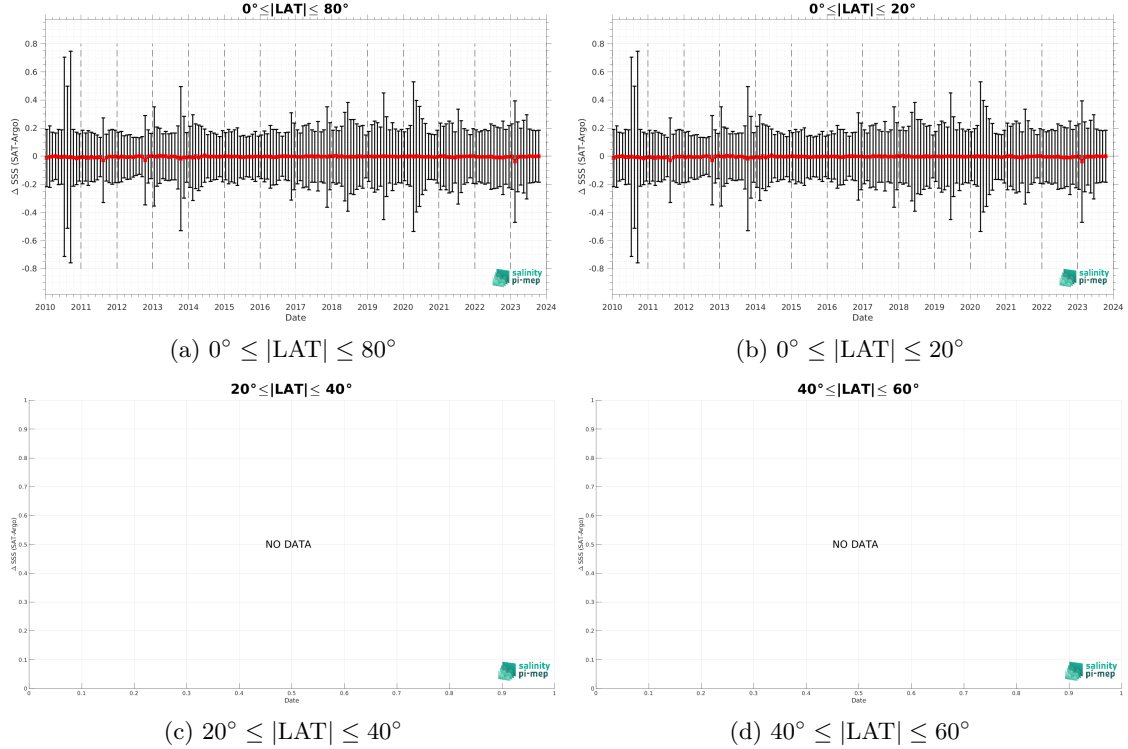 0°≤|LAT|≤ 80°
Δ SSS (SAT-Argo)
0.8
0.6
0.4
0.2
0
-0.2
-0.4
-0.6
-0.8
salinity
pi-mep
2010 2011 2012 2013 2014 2015 2016 2017 2018 2019 2020 2021 2022 2023 2024
Date
(a) 0° ≤ |LAT| ≤ 80°
0°≤|LAT|≤ 20°
Δ SSS (SAT-Argo)
0.8
0.6
0.4
0.2
0
-0.2
-0.4
-0.6
-0.8
salinity
pi-mep
2010 2011 2012 2013 2014 2015 2016 2017 2018 2019 2020 2021 2022 2023 2024
Date
(b) 0° ≤ |LAT| ≤ 20°
20°≤|LAT|≤ 40°
Δ SSS (SAT-Argo)
1
0.9
0.8
0.7
0.6
0.5
0.4
0.3
0.2
0.1
0
NO DATA
salinity
pi-mep
0 0.1 0.2 0.3 0.4 0.5 0.6 0.7 0.8 0.9 1
Date
(c) 20° ≤ |LAT| ≤ 40°
40°≤|LAT|≤ 60°
Δ SSS (SAT-Argo)
1
0.9
0.8
0.7
0.6
0.5
0.4
0.3
0.2
0.1
0
NO DATA
salinity
pi-mep
0 0.1 0.2 0.3 0.4 0.5 0.6 0.7 0.8 0.9 1
Date
(d) 40° ≤ |LAT| ≤ 60°